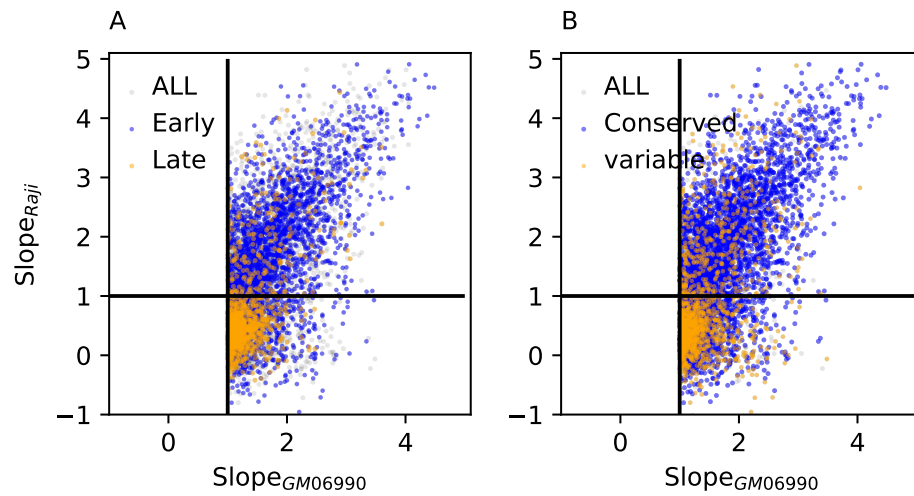 A
5
4
3
2
1
0
−1
Slope_Raji
ALL
Early
Late
0
2
4
Slope_GM06990
B
5
4
3
2
1
0
−1
ALL
Conserved
variable
0
2
4
Slope_GM06990